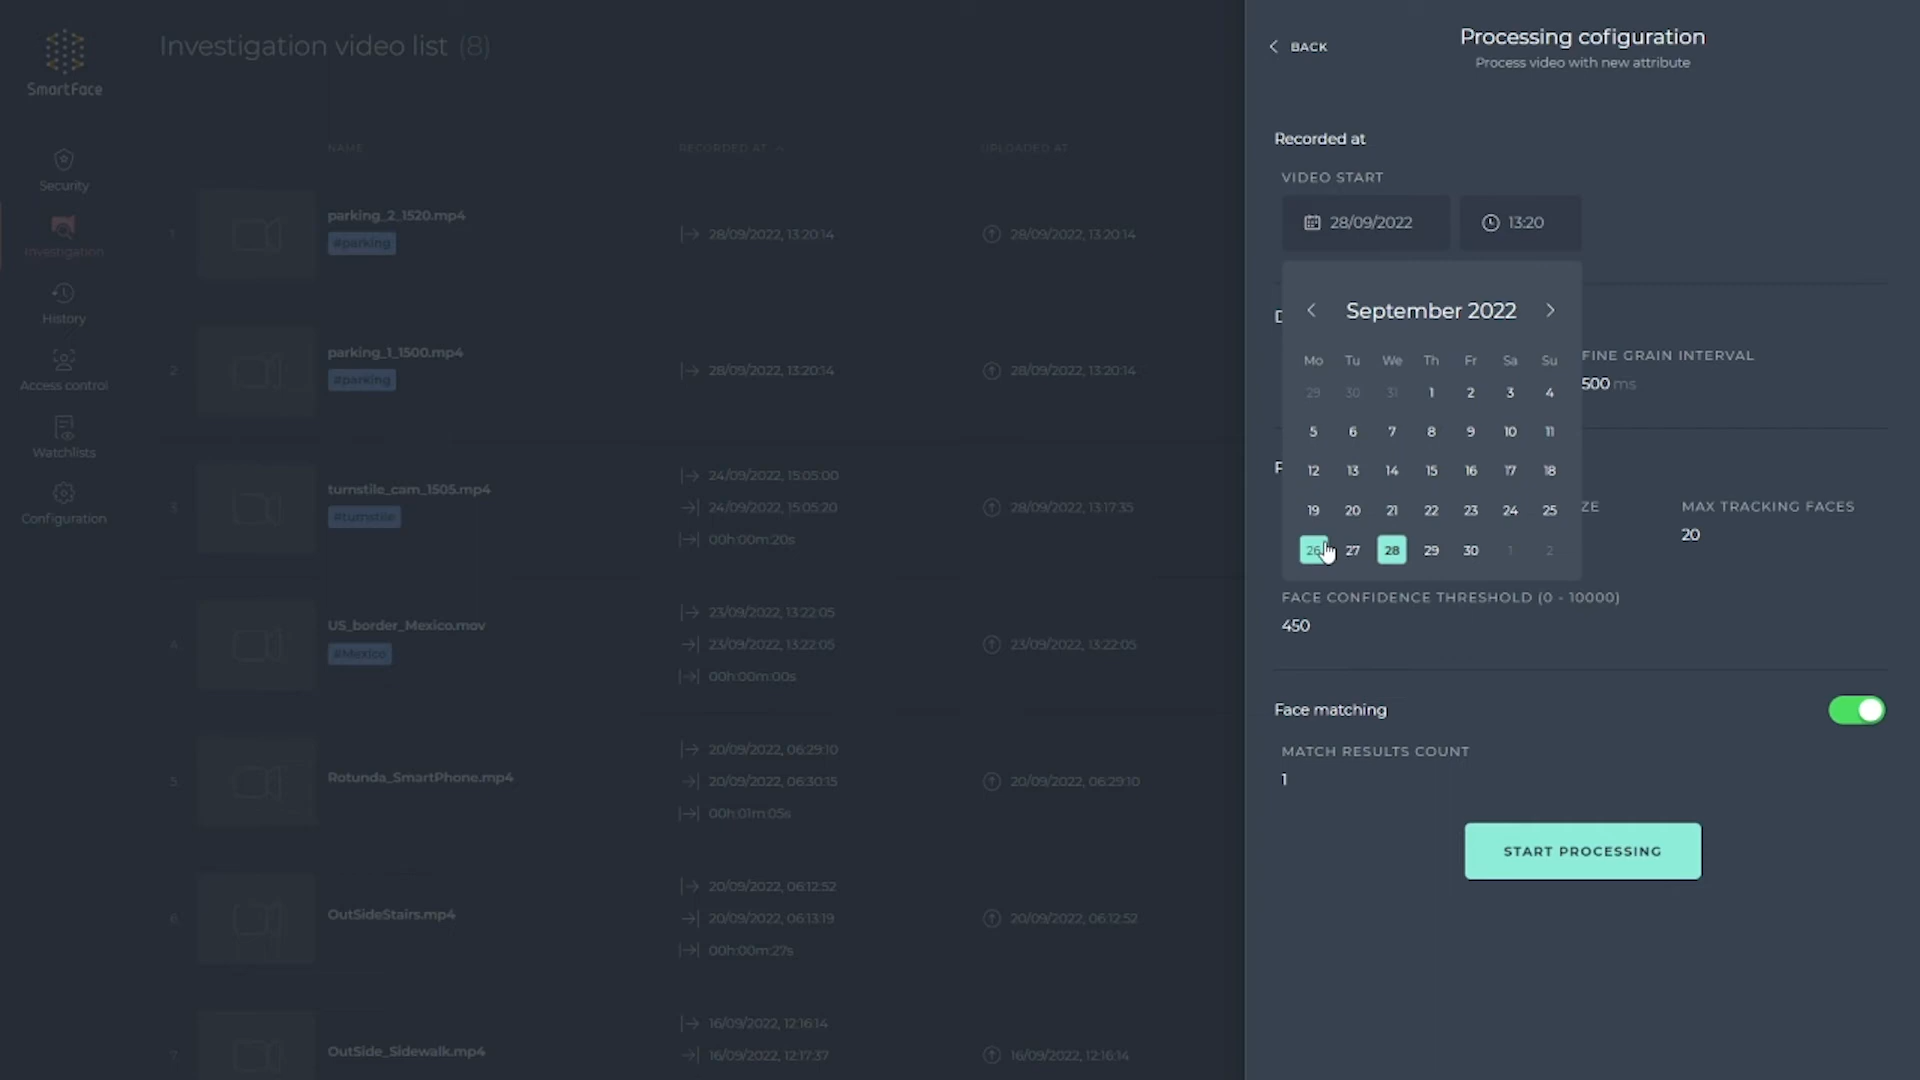 SmartFace
Security
Investigation
History
Access control
Watchlists
Configuration
Investigation video list (8)
NAME
RECORDED AT
UPLOADED AT
1
parking_2_1520.mp4
#parking
28/09/2022, 13:20:14
28/09/2022, 13:20:14
2
parking_1_1500.mp4
#parking
28/09/2022, 13:20:14
28/09/2022, 13:20:14
3
turnstile_cam_1505.mp4
#turnstile
24/09/2022, 15:05:00
24/09/2022, 15:05:20
00h:00m:20s
28/09/2022, 13:17:35
4
US_border_Mexico.mov
#Mexico
23/09/2022, 13:22:05
23/09/2022, 13:22:05
00h:00m:00s
23/09/2022, 13:22:05
5
Rotunda_SmartPhone.mp4
20/09/2022, 06:29:10
20/09/2022, 06:30:15
00h:01m:05s
20/09/2022, 06:29:10
6
OutSideStairs.mp4
20/09/2022, 06:12:52
20/09/2022, 06:13:19
00h:00m:27s
20/09/2022, 06:12:52
7
OutSide_Sidewalk.mp4
16/09/2022, 12:16:14
16/09/2022, 12:17:37
16/09/2022, 12:16:14
BACK
Processing cofiguration
Process video with new attribute
Recorded at
VIDEO START
28/09/2022
13:20
September 2022
Mo Tu We Th Fr Sa Su
29 30 31 1 2 3 4
5 6 7 8 9 10 11
12 13 14 15 16 17 18
19 20 21 22 23 24 25
26 27 28 29 30 1 2
FINE GRAIN INTERVAL
500 ms
MAX TRACKING FACES
20
FACE CONFIDENCE THRESHOLD (0 - 10000)
450
Face matching
MATCH RESULTS COUNT
1
START PROCESSING